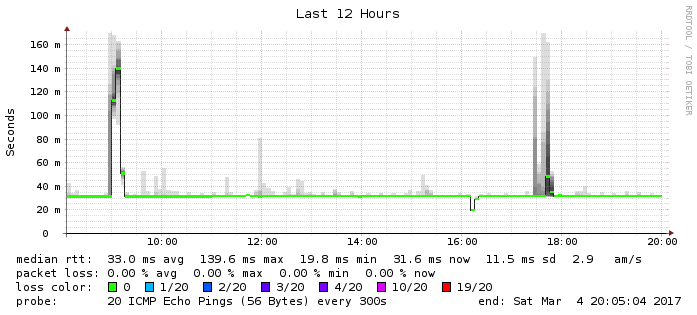 Last 12 Hours
RRDTOOL / TOBI OETIKER
Seconds
160 m
140 m
120 m
100 m
80 m
60 m
40 m
20 m
0
10:00 12:00 14:00 16:00 18:00 20:00
median rtt: 33.0 ms avg 139.6 ms max 19.8 ms min 31.6 ms now 11.5 ms sd 2.9 am/s
packet loss: 0.00 % avg 0.00 % max 0.00 % min 0.00 % now
loss color: 0 1/20 2/20 3/20 4/20 10/20 19/20
probe: 20 ICMP Echo Pings (56 Bytes) every 300s end: Sat Mar 4 20:05:04 2017